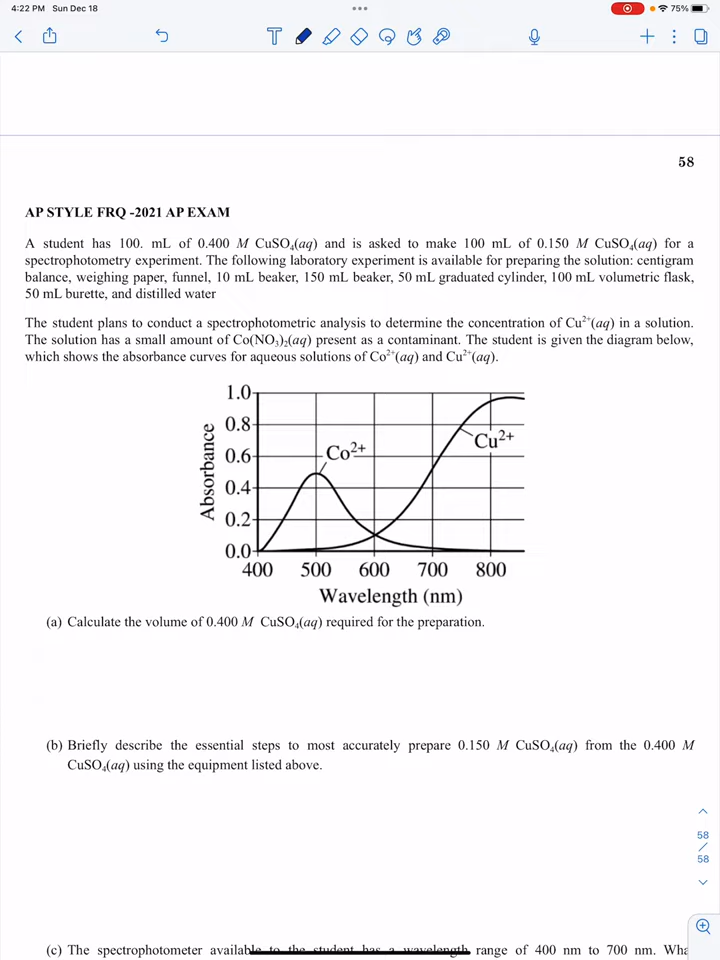 4:22 PM Sun Dec 18
75%
58
AP STYLE FRQ -2021 AP EXAM
A student has 100. mL of 0.400 M CuSO₄(aq) and is asked to make 100 mL of 0.150 M CuSO₄(aq) for a
spectrophotometry experiment. The following laboratory experiment is available for preparing the solution: centigram
balance, weighing paper, funnel, 10 mL beaker, 150 mL beaker, 50 mL graduated cylinder, 100 mL volumetric flask,
50 mL burette, and distilled water
The student plans to conduct a spectrophotometric analysis to determine the concentration of Cu²⁺(aq) in a solution.
The solution has a small amount of Co(NO₃)₂(aq) present as a contaminant. The student is given the diagram below,
which shows the absorbance curves for aqueous solutions of Co²⁺(aq) and Cu²⁺(aq).
Absorbance
1.0
0.8
0.6
0.4
0.2
0.0
Co2+
Cu2+
400 500 600 700 800
Wavelength (nm)
(a) Calculate the volume of 0.400 M CuSO₄(aq) required for the preparation.
(b) Briefly describe the essential steps to most accurately prepare 0.150 M CuSO₄(aq) from the 0.400 M
CuSO₄(aq) using the equipment listed above.
58
/
58
(c) The spectrophotometer available to the student has a wavelength range of 400 nm to 700 nm. Wha